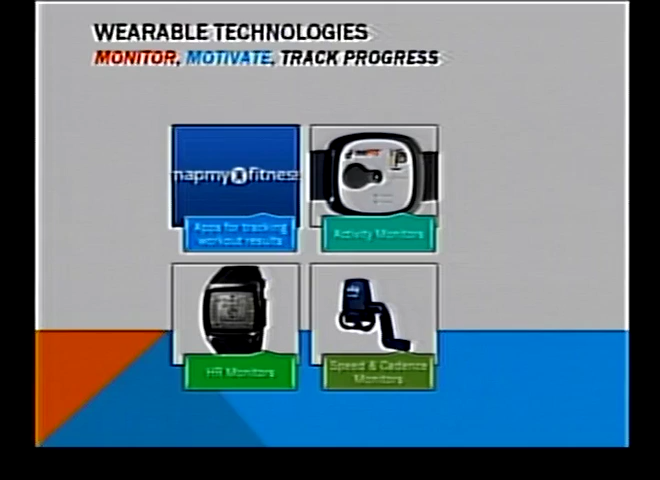 WEARABLE TECHNOLOGIES
MONITOR, MOTIVATE, TRACK PROGRESS
mapmyfitness
Apps for tracking
workout results
Activity Monitors
HR Monitors
Speed & Cadence
Monitors